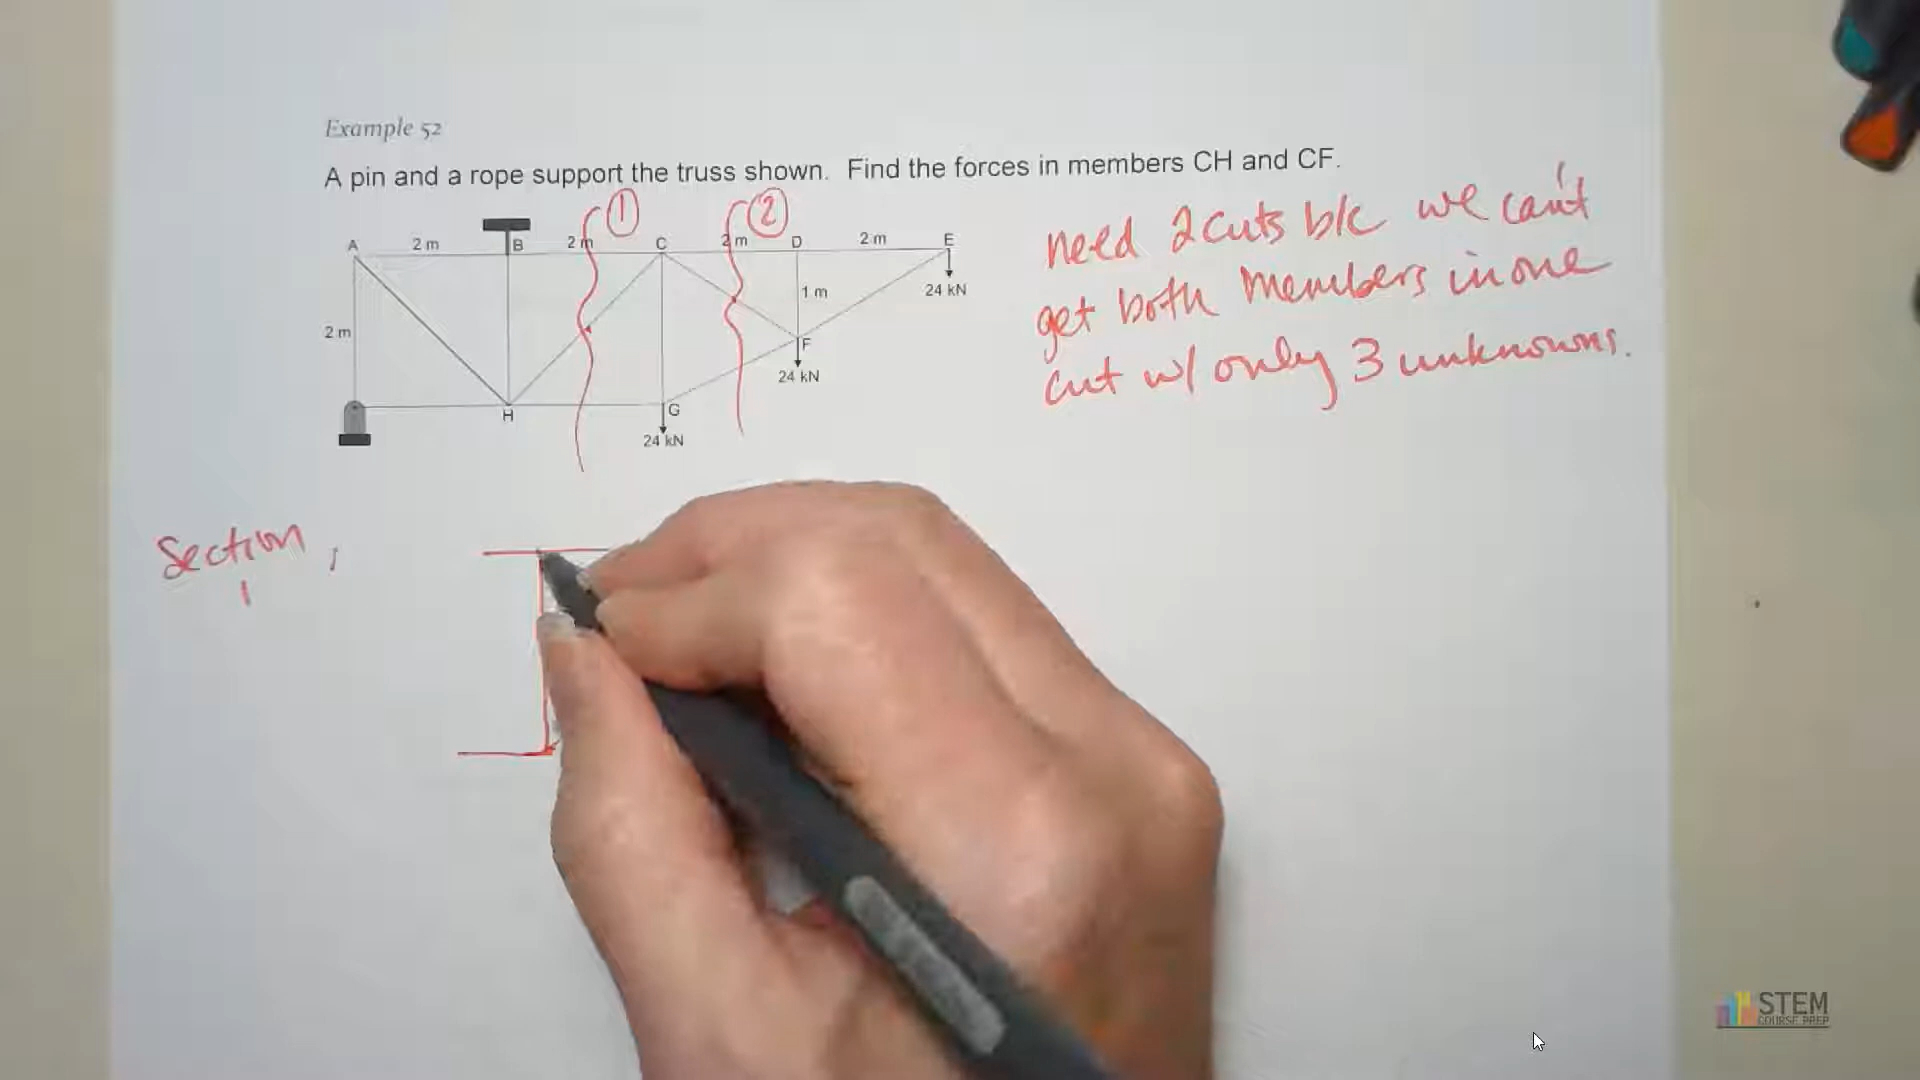 Example 52
A pin and a rope support the truss shown. Find the forces in members CH and CF.
1 2
A 2 m B 2 m C 2 m D 2 m E
24 kN
1 m
2 m
F
24 kN
H G
24 kN
need 2 cuts b/c we can't
get both members in one
cut w/ only 3 unknowns.
Section 1
1
STEM
COURSE PREP